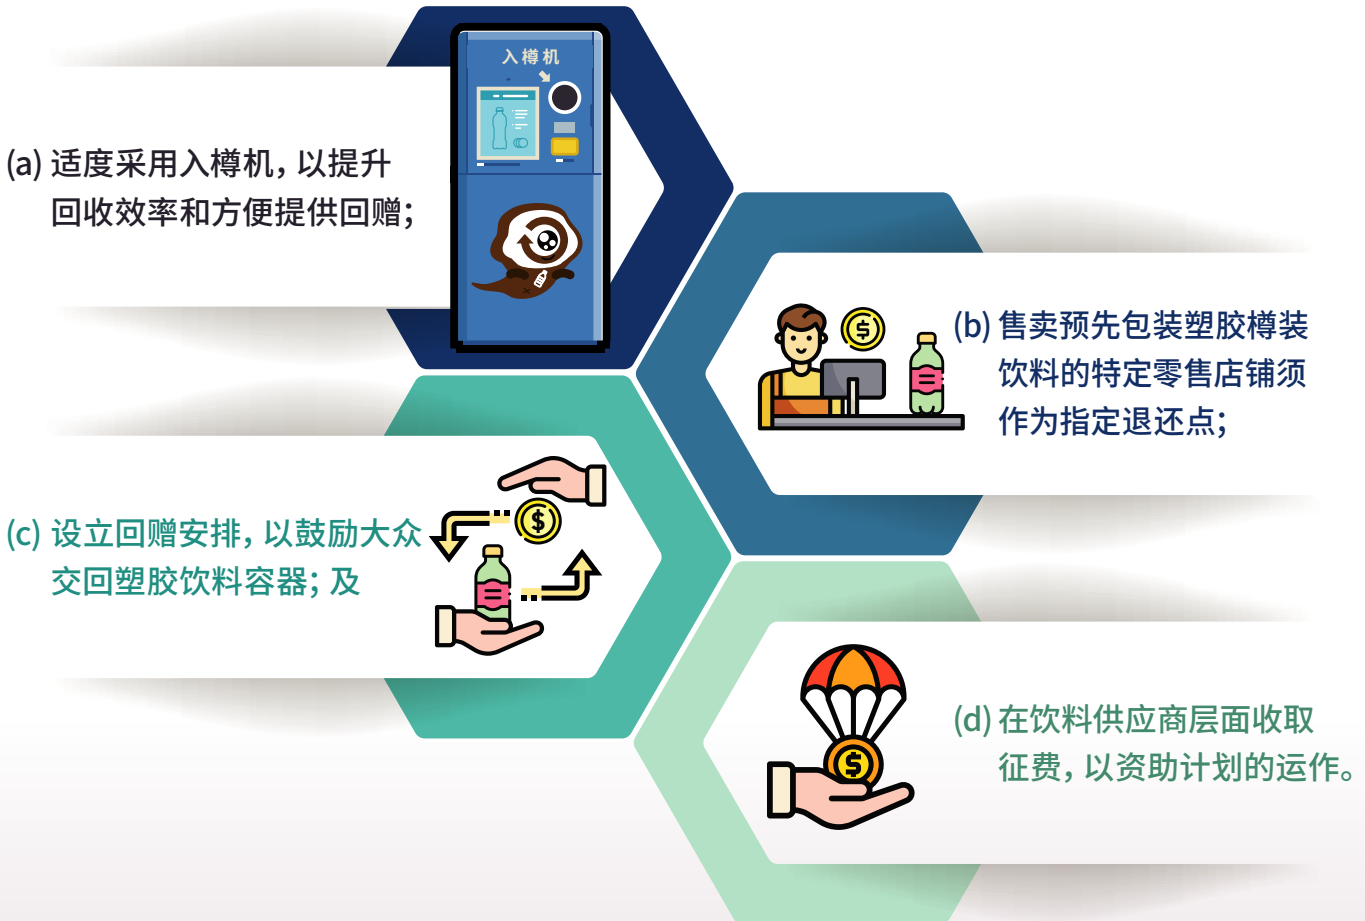 入樽机
(a) 适度采用入樽机，以提升
回收效率和方便提供回赠；
(b) 售卖预先包装塑胶樽装
饮料的特定零售店铺须
作为指定退还点；
(c) 设立回赠安排，以鼓励大众
交回塑胶饮料容器；及
(d) 在饮料供应商层面收取
征费，以资助计划的运作。